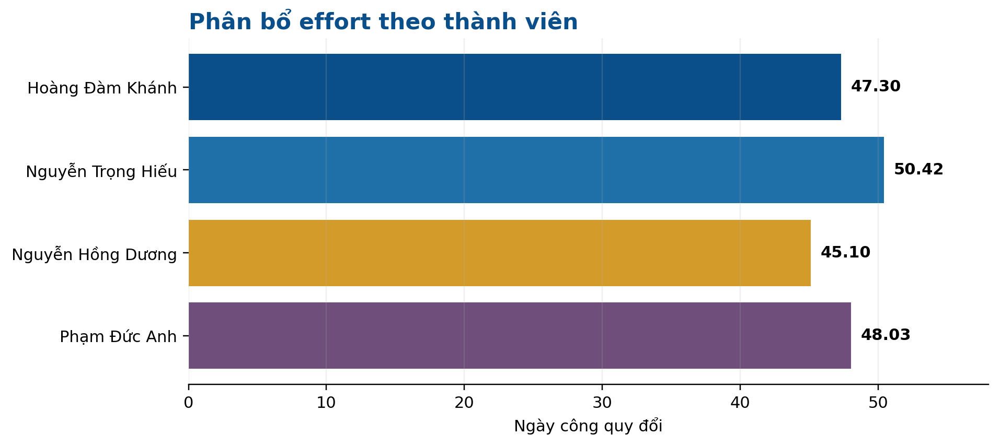 Phân bổ effort theo thành viên
Hoàng Đàm Khánh
47.30
Nguyễn Trọng Hiếu
50.42
Nguyễn Hồng Dương
45.10
Phạm Đức Anh
48.03
0 10 20 30 40 50
Ngày công quy đổi